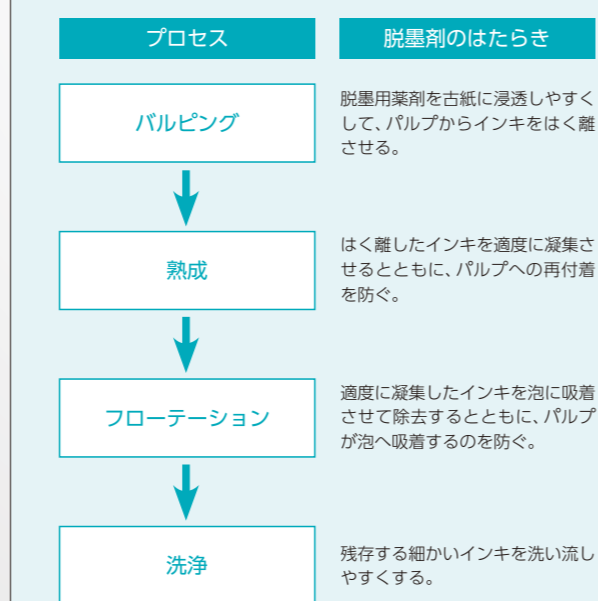 プロセス
脱墨剤のはたらき
バルピング
脱墨用薬剤を古紙に浸透しやすく
して、パルプからインキをはく離
させる。
熟成
はく離したインキを適度に凝集さ
せるとともに、パルプへの再付着
を防ぐ。
フローテーション
適度に凝集したインキを泡に吸着
させて除去するとともに、パルプ
が泡へ吸着するのを防ぐ。
洗浄
残存する細かいインキを洗い流し
やすくする。